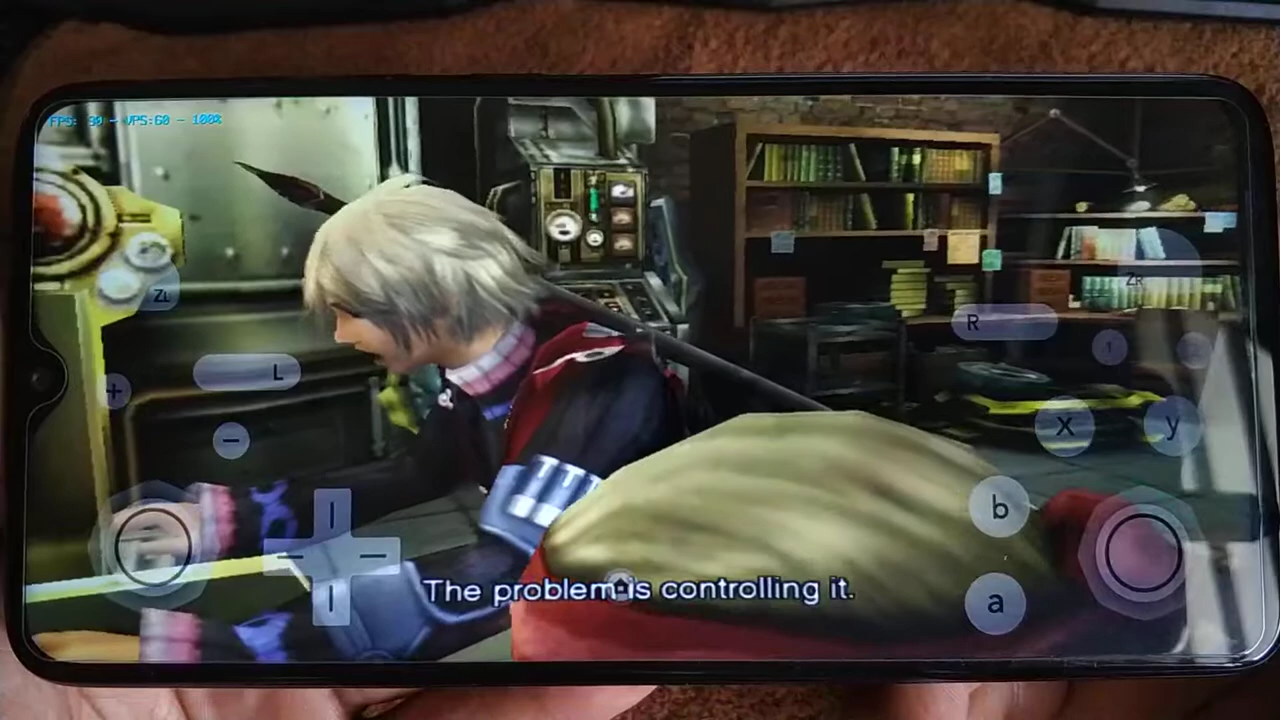 FPS: 30 - VPS:60 - 100%
ZL
ZR
R
L
+
-
x
y
b
a
The problem is controlling it.